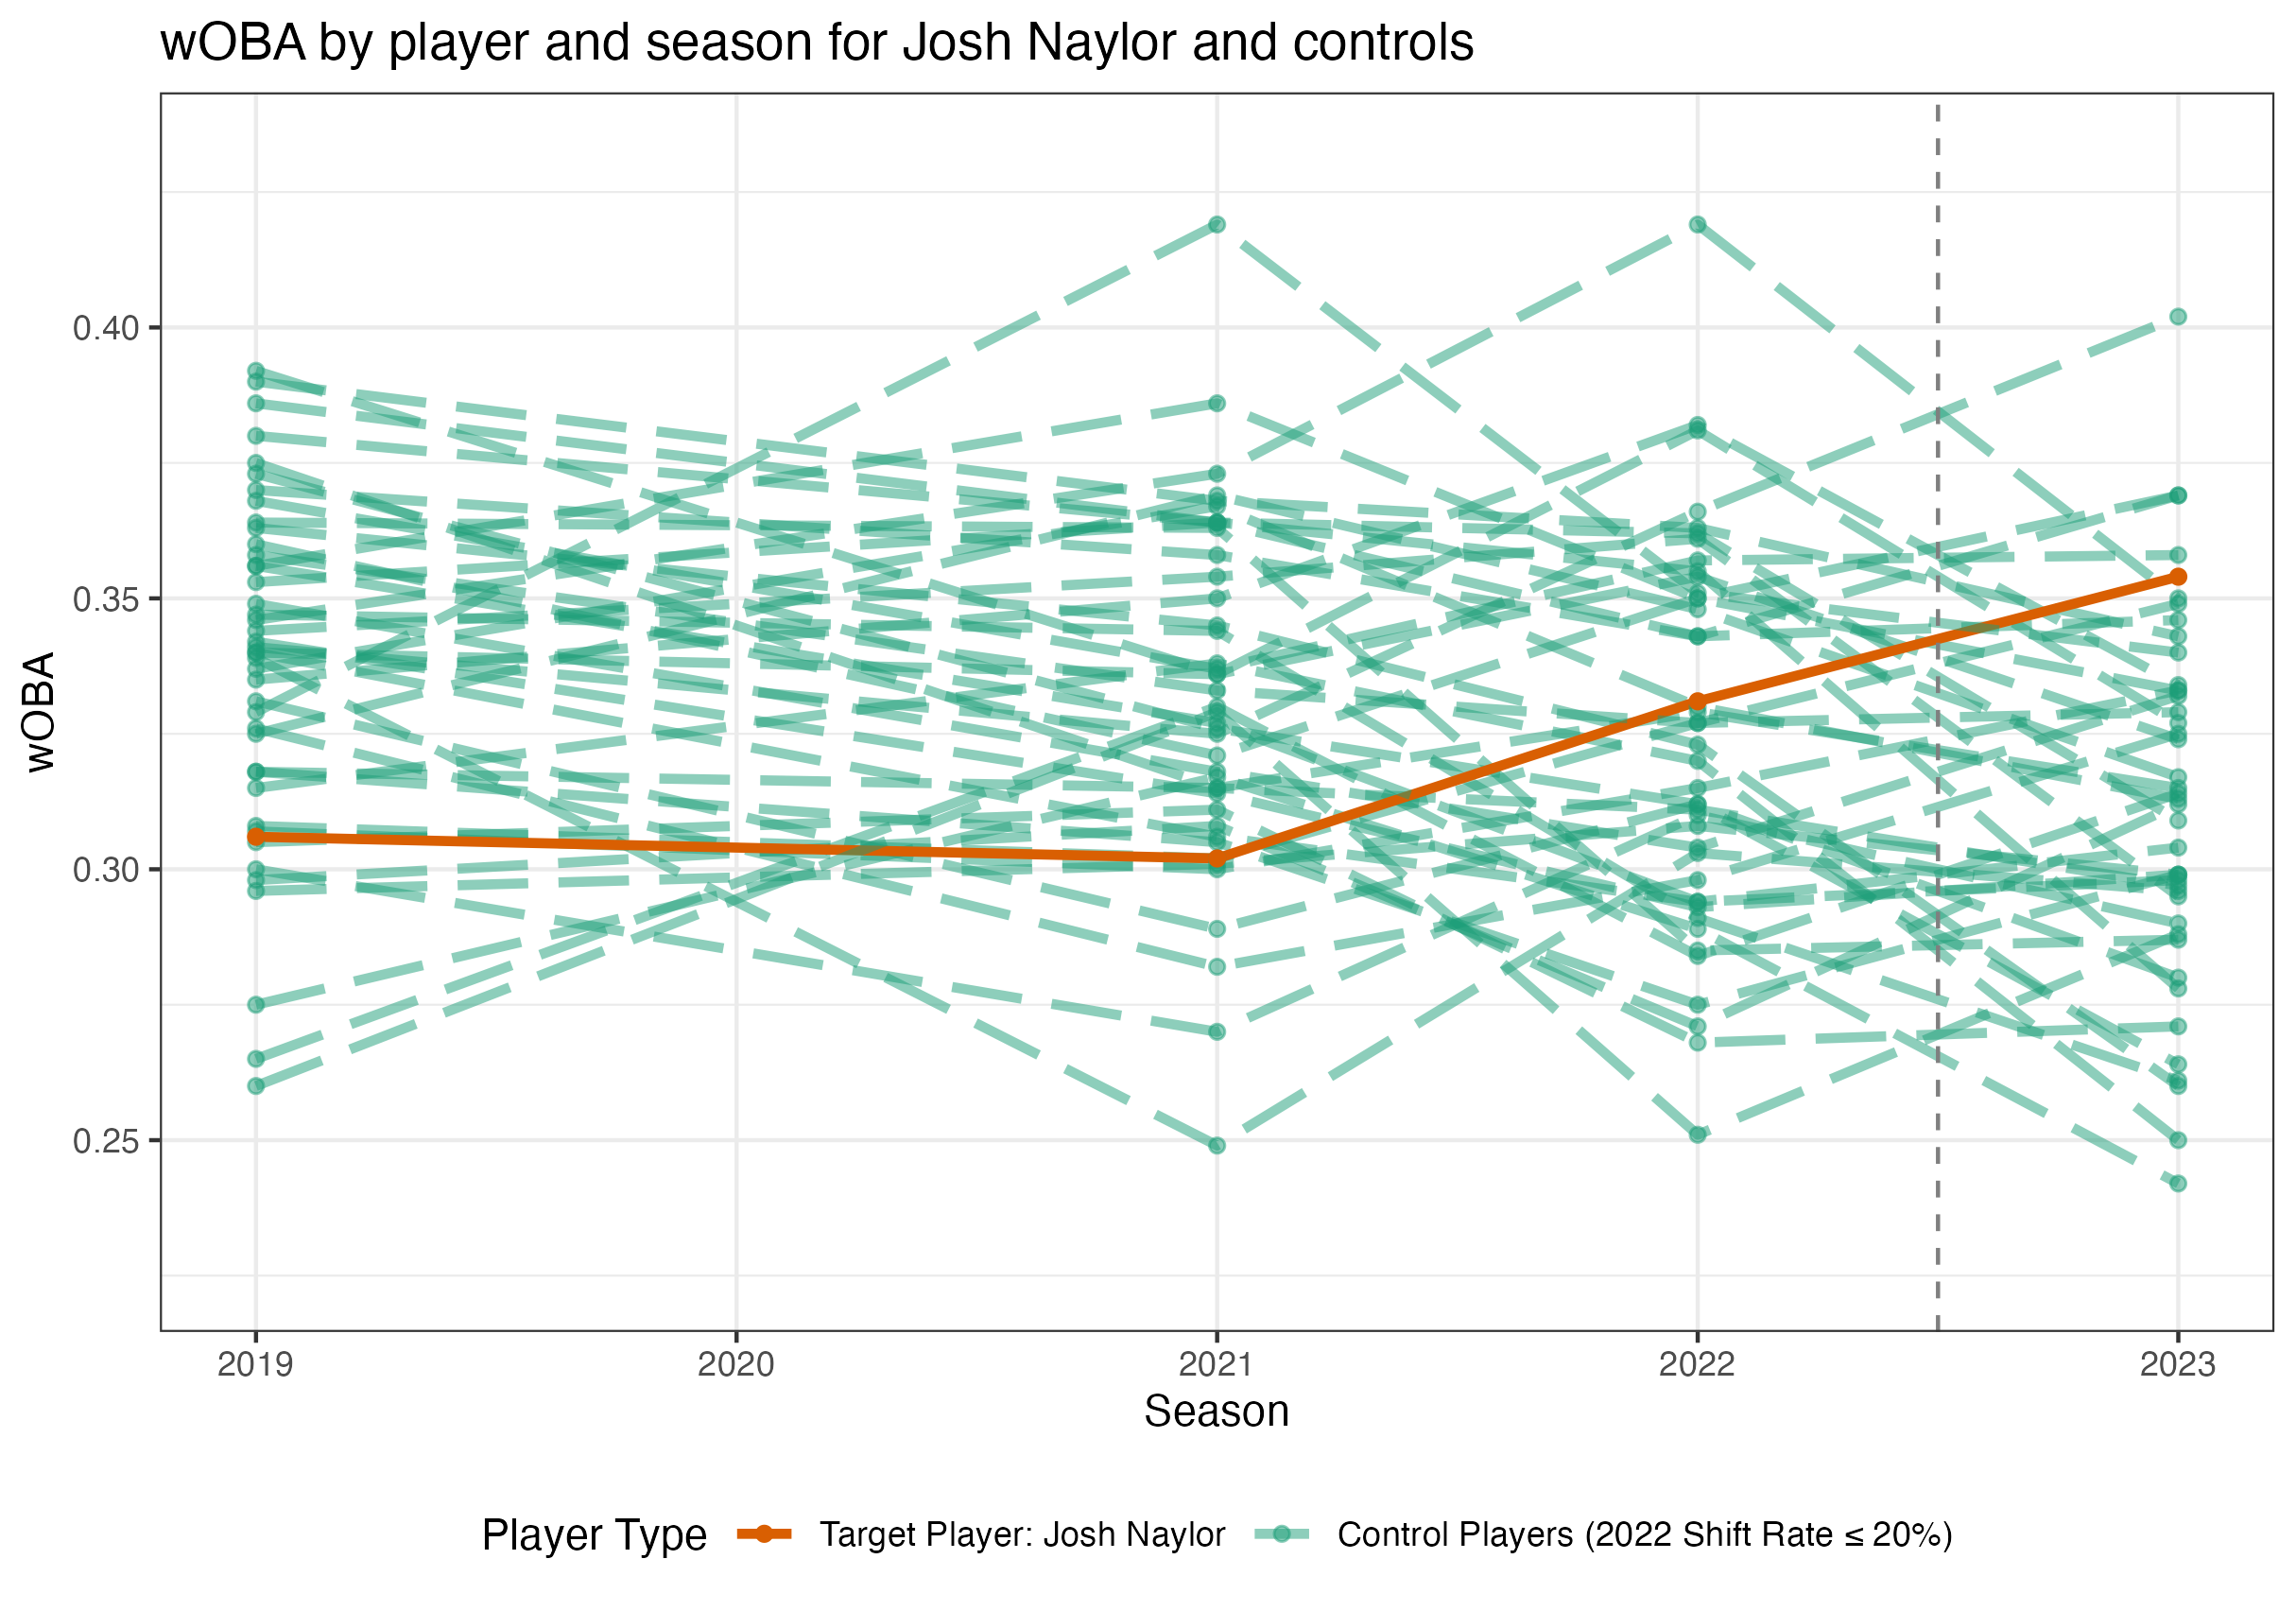 wOBA by player and season for Josh Naylor and controls
wOBA
0.40
0.35
0.30
0.25
2019 2020 2021 2022 2023
Season
Player Type Target Player: Josh Naylor Control Players (2022 Shift Rate ≤ 20%)